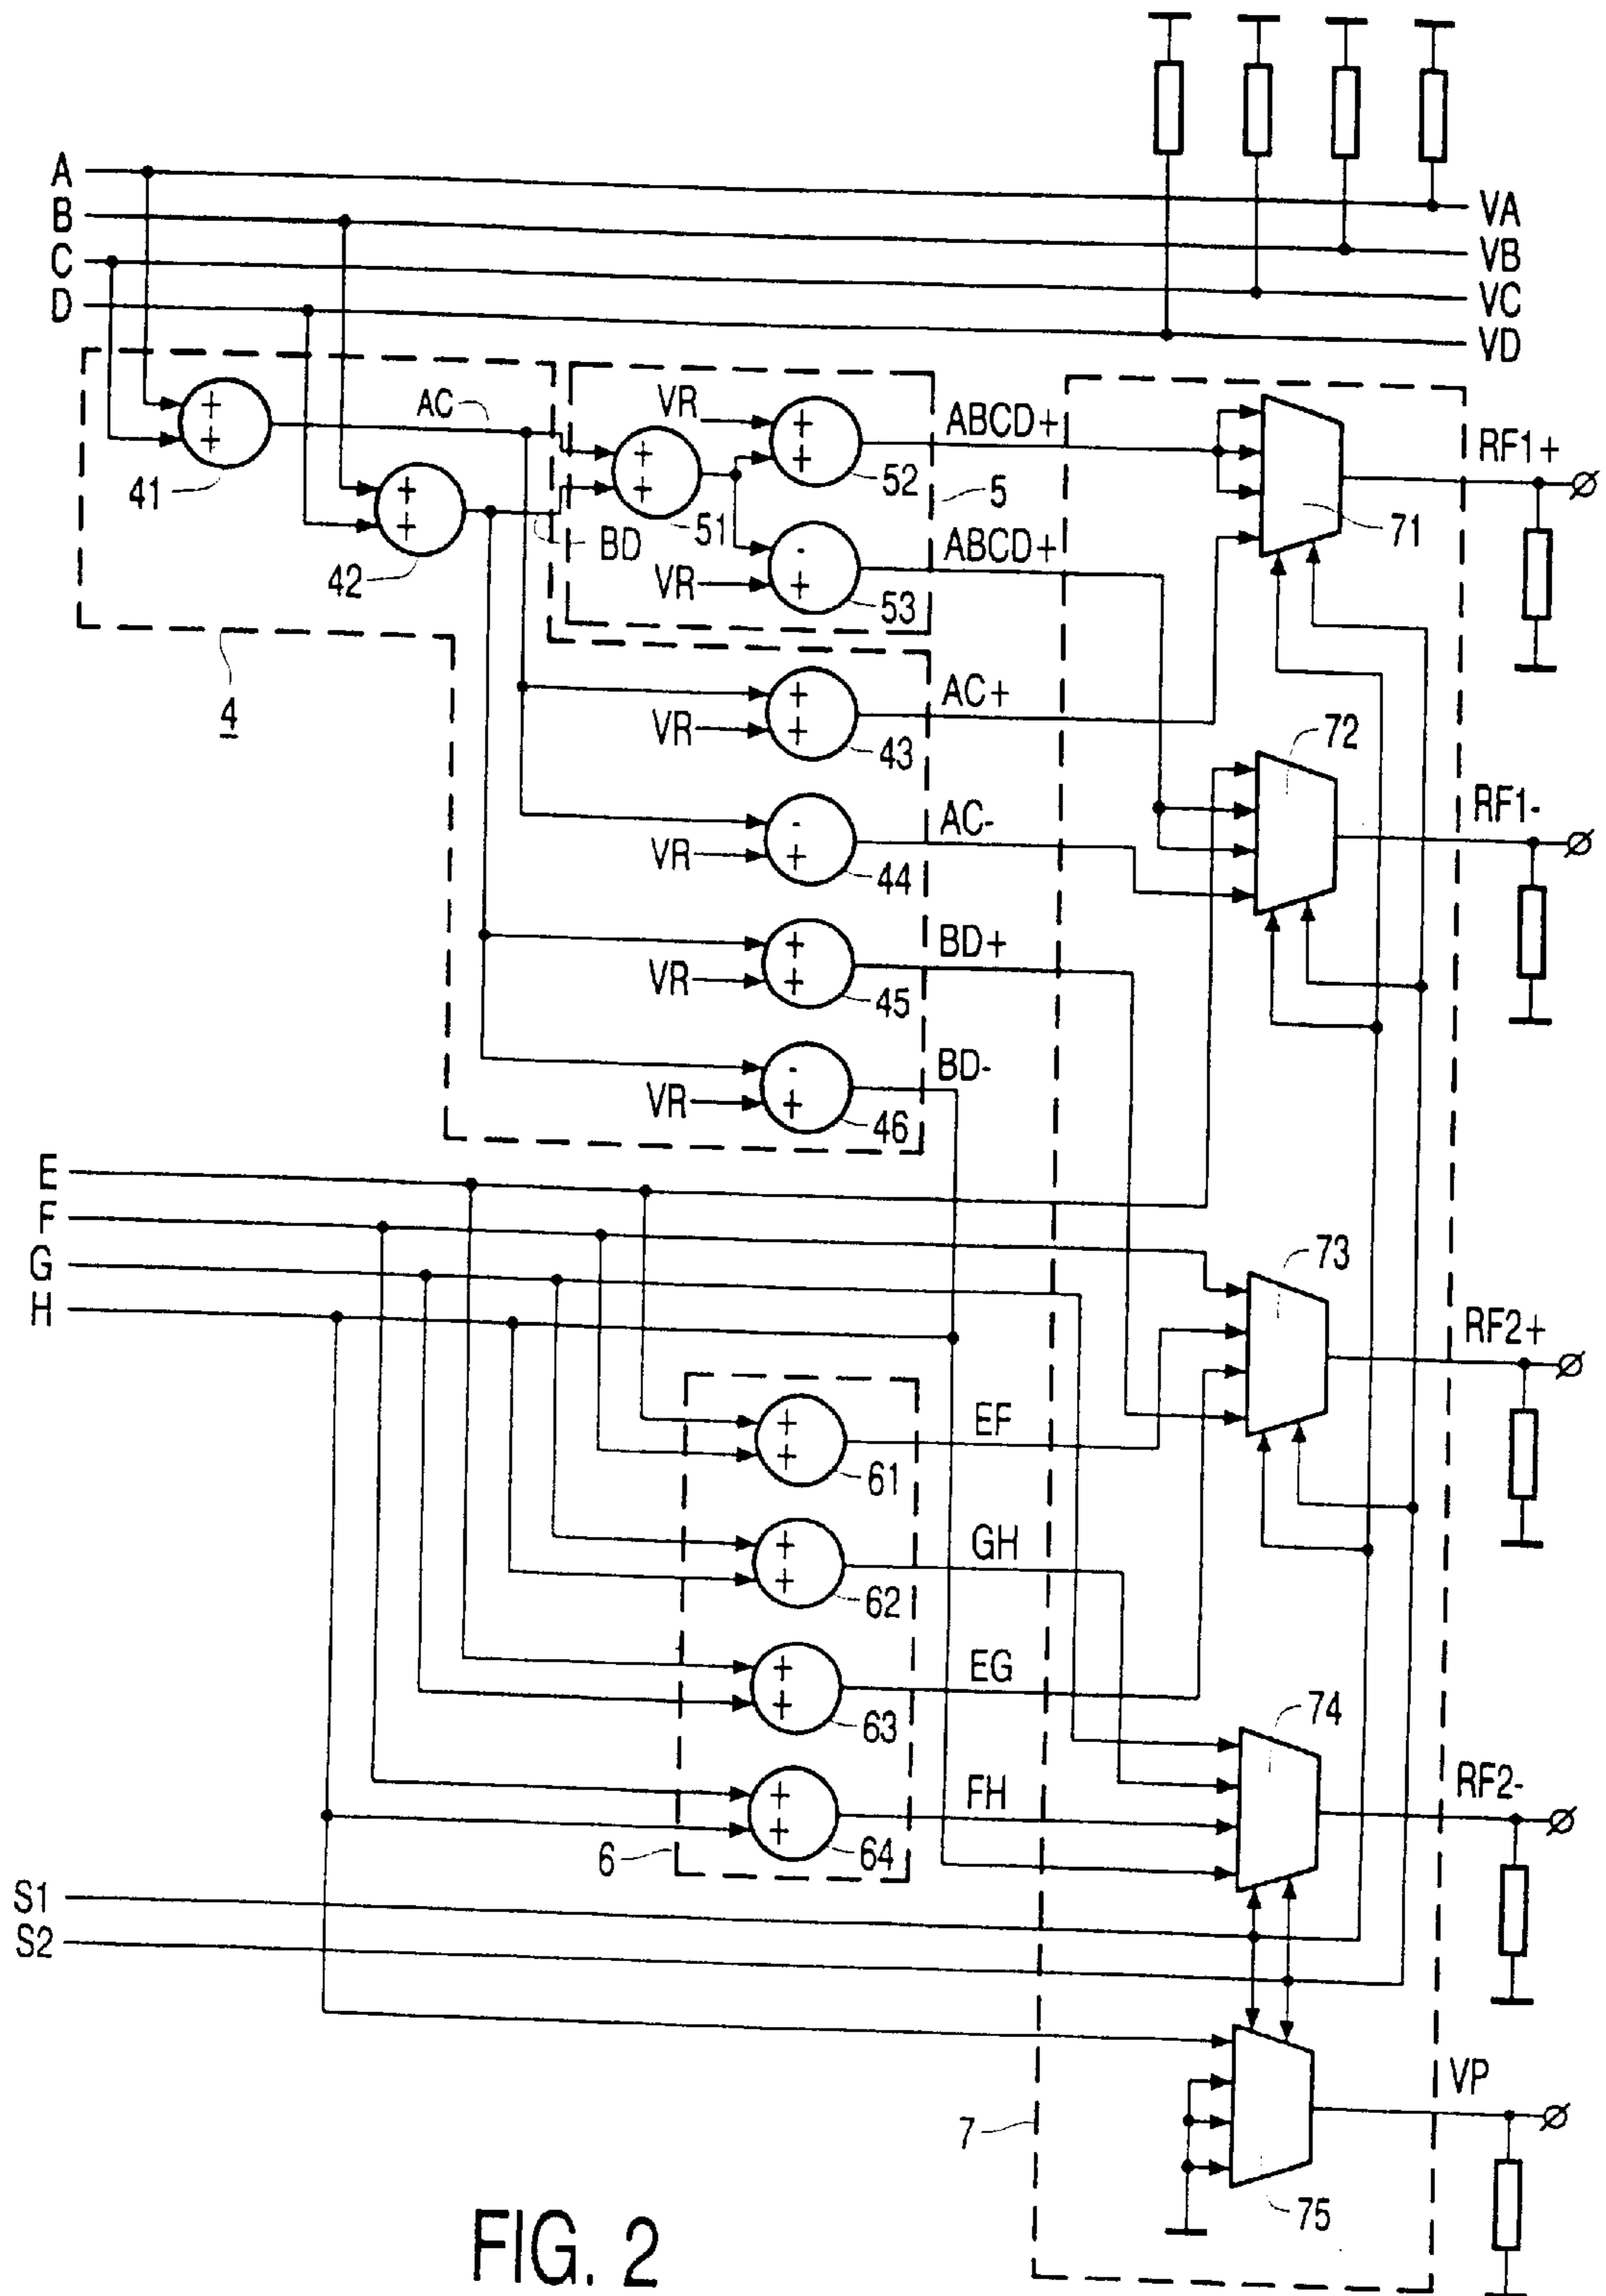 A
B
C
D
VA
VB
VC
VD
+
+
41
AC
+
+
42
BD
+
+
51
VR
+
+
52
-
+
VR
53
5
ABCD+
ABCD+
4
+
+
VR
43
AC+
-
+
VR
44
AC-
+
+
VR
45
BD+
-
+
VR
46
BD-
71
RF1+
72
RF1-
E
F
G
H
73
RF2+
+
+
61
EF
+
+
62
GH
+
+
63
EG
+
+
64
FH
6
74
RF2-
S1
S2
7
75
VP
FIG. 2